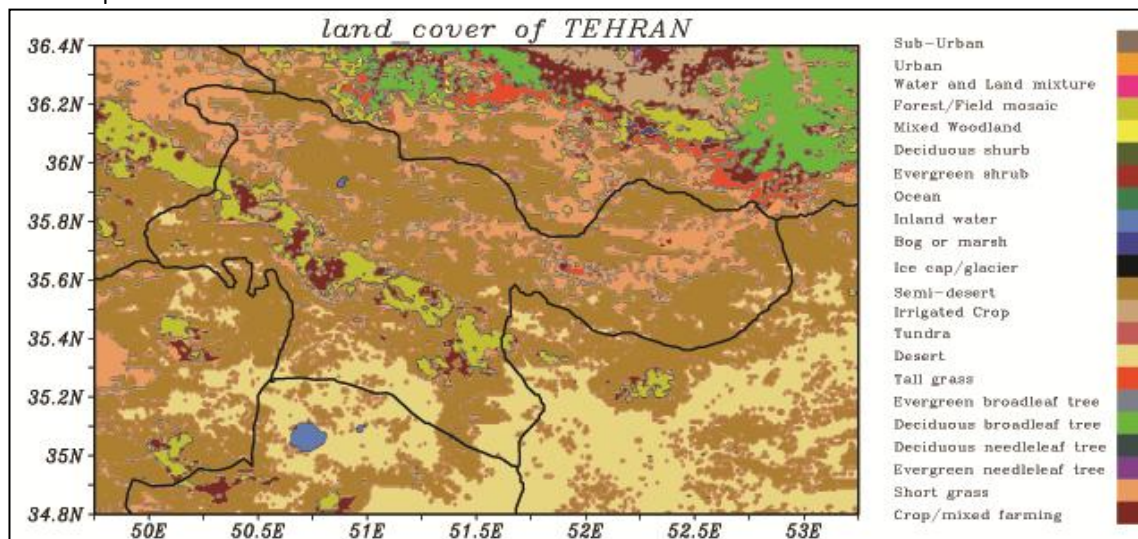 land_cover of TEHRAN
36.4N
36.2N
36N
35.8N
35.6N
35.4N
35.2N
35N
34.8N
50E
50.5E
51E
51.5E
52E
52.5E
53E
Sub-Urban
Urban
Water and Land mixture
Forest/Field mosaic
Mixed Woodland
Deciduous shurb
Evergreen shrub
Ocean
Inland water
Bog or marsh
Ice cap/glacier
Semi-desert
Irrigated Crop
Tundra
Desert
Tall grass
Evergreen broadleaf tree
Deciduous broadleaf tree
Deciduous needleleaf tree
Evergreen needleleaf tree
Short grass
Crop/mixed farming